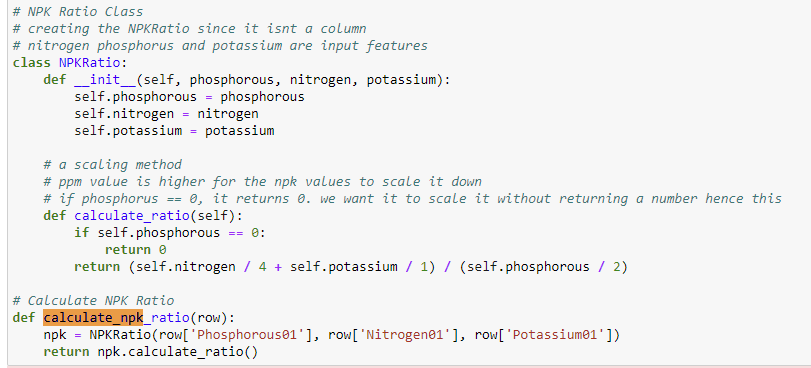 # NPK Ratio Class
# creating the NPKRatio since it isnt a column
# nitrogen phosphorus and potassium are input features
class NPKRatio:
    def __init__(self, phosphorous, nitrogen, potassium):
        self.phosphorous = phosphorous
        self.nitrogen = nitrogen
        self.potassium = potassium

    # a scaling method
    # ppm value is higher for the npk values to scale it down
    # if phosphorus == 0, it returns 0. we want it to scale it without returning a number hence this
    def calculate_ratio(self):
        if self.phosphorous == 0:
            return 0
        return (self.nitrogen / 4 + self.potassium / 1) / (self.phosphorous / 2)

# Calculate NPK Ratio
def calculate_npk_ratio(row):
    npk = NPKRatio(row['Phosphorous01'], row['Nitrogen01'], row['Potassium01'])
    return npk.calculate_ratio()